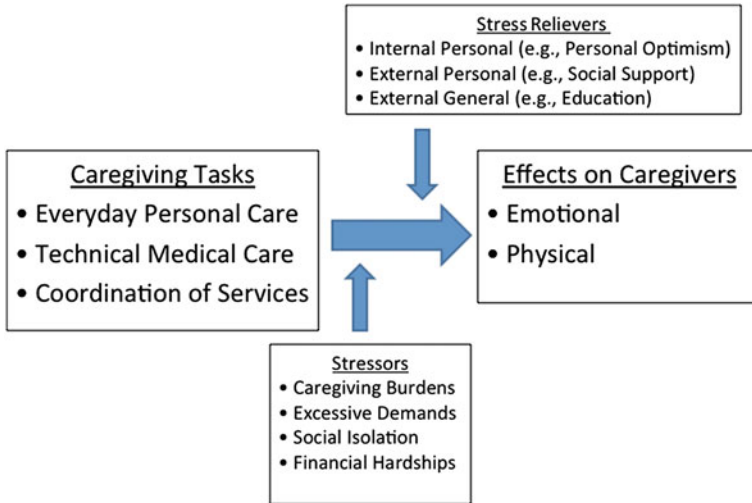 Stress Relievers
• Internal Personal (e.g., Personal Optimism)
• External Personal (e.g., Social Support)
• External General (e.g., Education)
Caregiving Tasks
• Everyday Personal Care
• Technical Medical Care
• Coordination of Services
Effects on Caregivers
• Emotional
• Physical
Stressors
• Caregiving Burdens
• Excessive Demands
• Social Isolation
• Financial Hardships